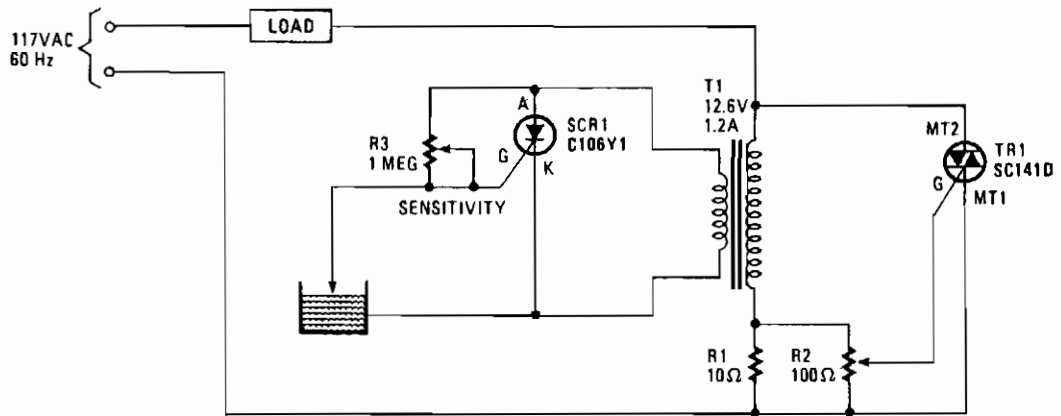 117VAC
60 Hz
LOAD
A
SCR1
C106Y1
R3
1 MEG
G
K
SENSITIVITY
T1
12.6V
1.2A
MT2
TR1
SC141D
G
MT1
R1
10Ω
R2
100Ω